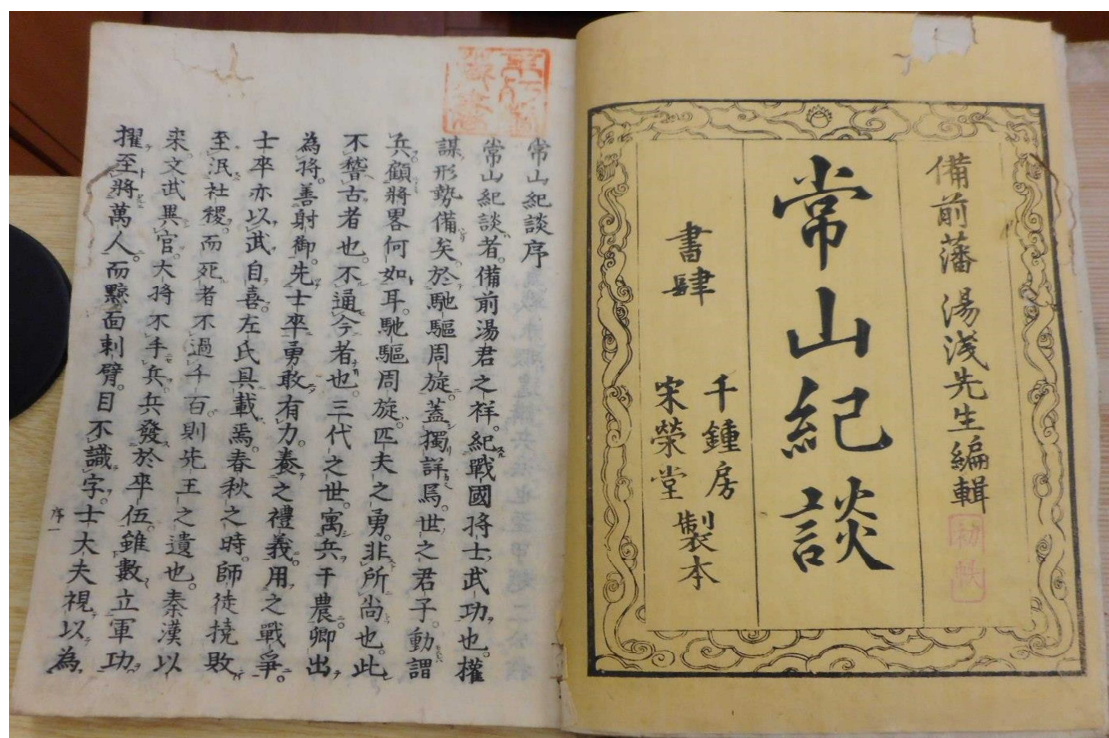 備前藩 湯浅先生編輯
常山紀談
書肆
千鍾房
宋榮堂
製本
初帙
常山紀談序
常山紀談者。備前湯君之祥。紀戰國將士武功也。權
謀形勢備矣。於馳驅周旋。蓋獨詳焉。世之君子。動謂
兵顧將畧何如耳。馳驅周旋。匹夫之勇。非所尚也。此
不稽古者也。不通今者也。三代之世。寓兵于農。卿出
為將。善射御。先士卒勇敢有力。養之禮義。用之戰爭。
士卒亦以武自喜。左氏具載焉。春秋之時。師徒撓敗
至泯社稷。而死者不過千百。則先王之遺也。秦漢以
來。文武異官。大將不手兵。兵發於卒伍。雖數立軍功。
擢至將萬人。而黥面刺臂。目不識字。士大夫視以為
序一